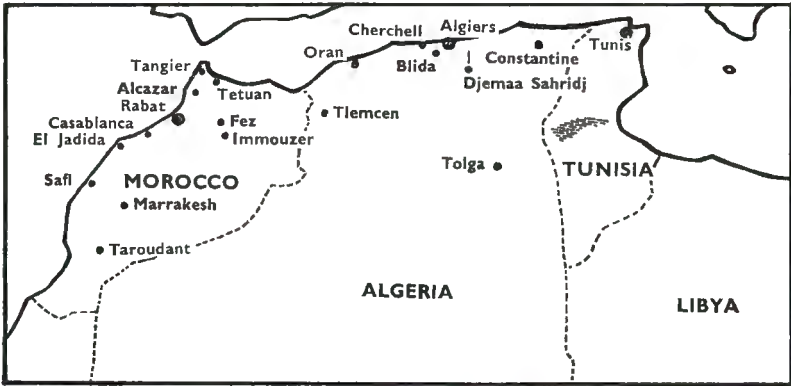 Cherchell
Algiers
Oran
Blida
Constantine
Tunis
Djemaa Sahridj
Tangier
Alcazar
Rabat
Tetuan
Tlemcen
Casablanca
El Jadida
Fez
Immouzer
Tolga
TUNISIA
Safi
MOROCCO
Marrakesh
Taroudant
ALGERIA
LIBYA